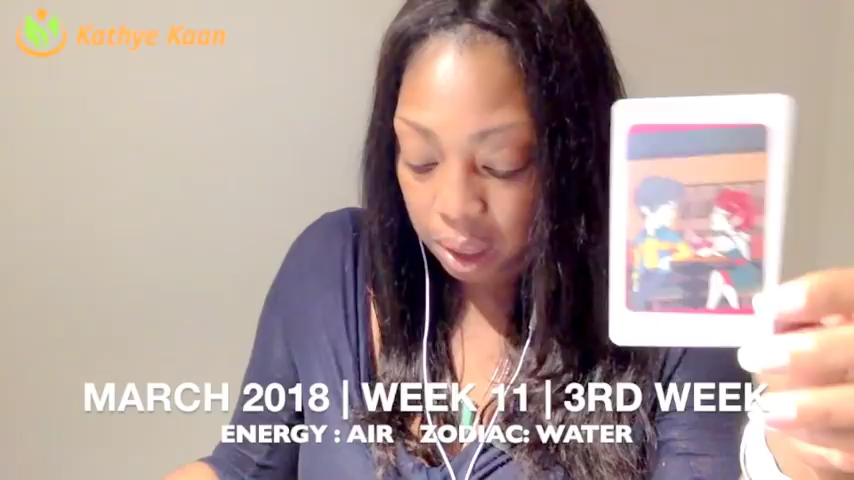 Kathye Kaan
MARCH 2018 | WEEK 11 | 3RD WEEK
ENERGY : AIR ZODIAC: WATER